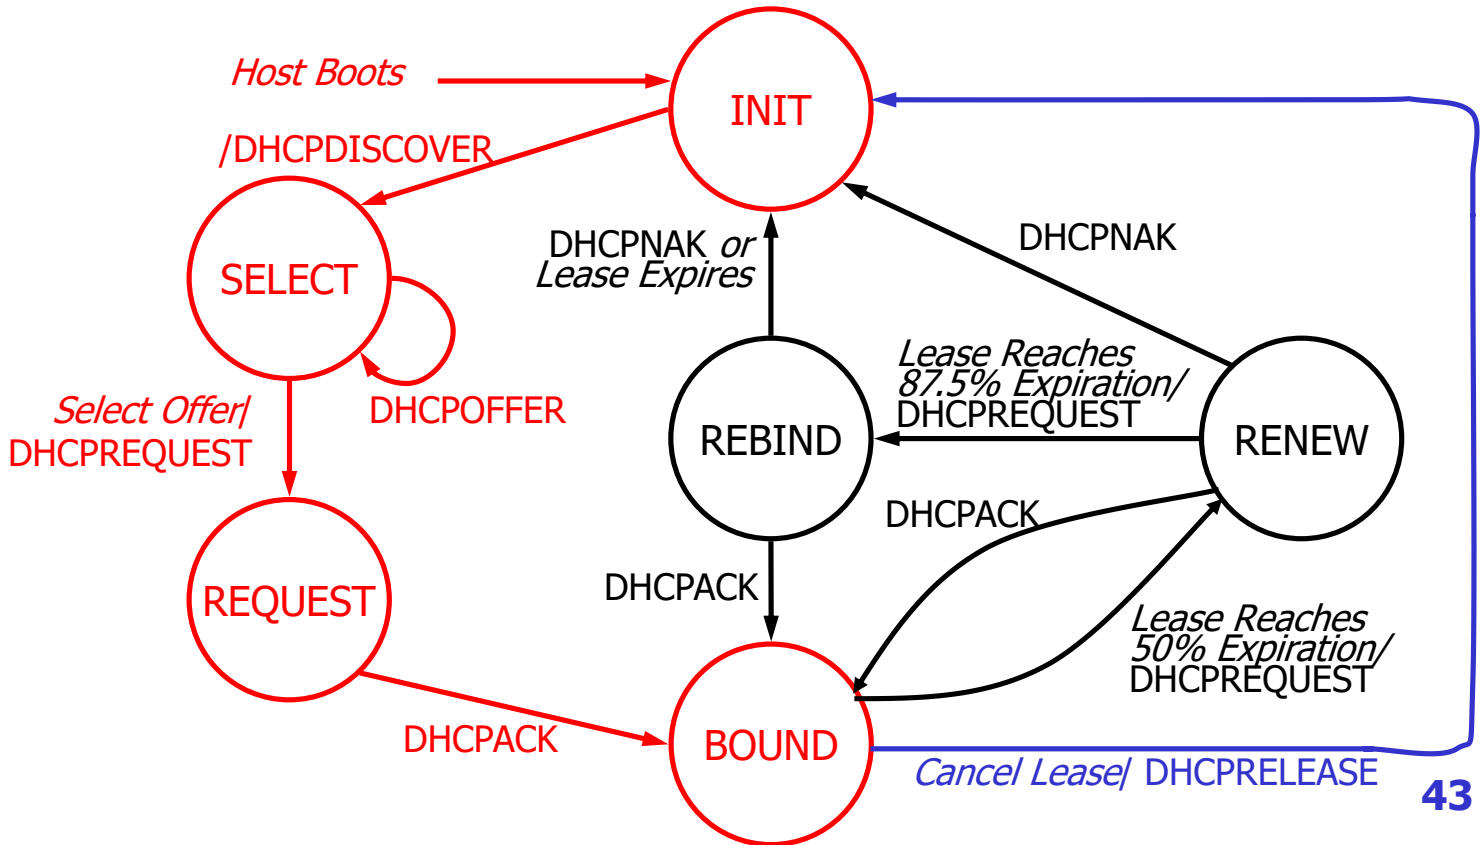 Host Boots
INIT
/DHCPDISCOVER
DHCPNAK or
Lease Expires
DHCPNAK
SELECT
Lease Reaches
87.5% Expiration/
DHCPREQUEST
Select Offer/
DHCPREQUEST
DHCPOFFER
REBIND
RENEW
DHCPACK
DHCPACK
REQUEST
Lease Reaches
50% Expiration/
DHCPREQUEST
DHCPACK
BOUND
Cancel Lease/ DHCPRELEASE
43